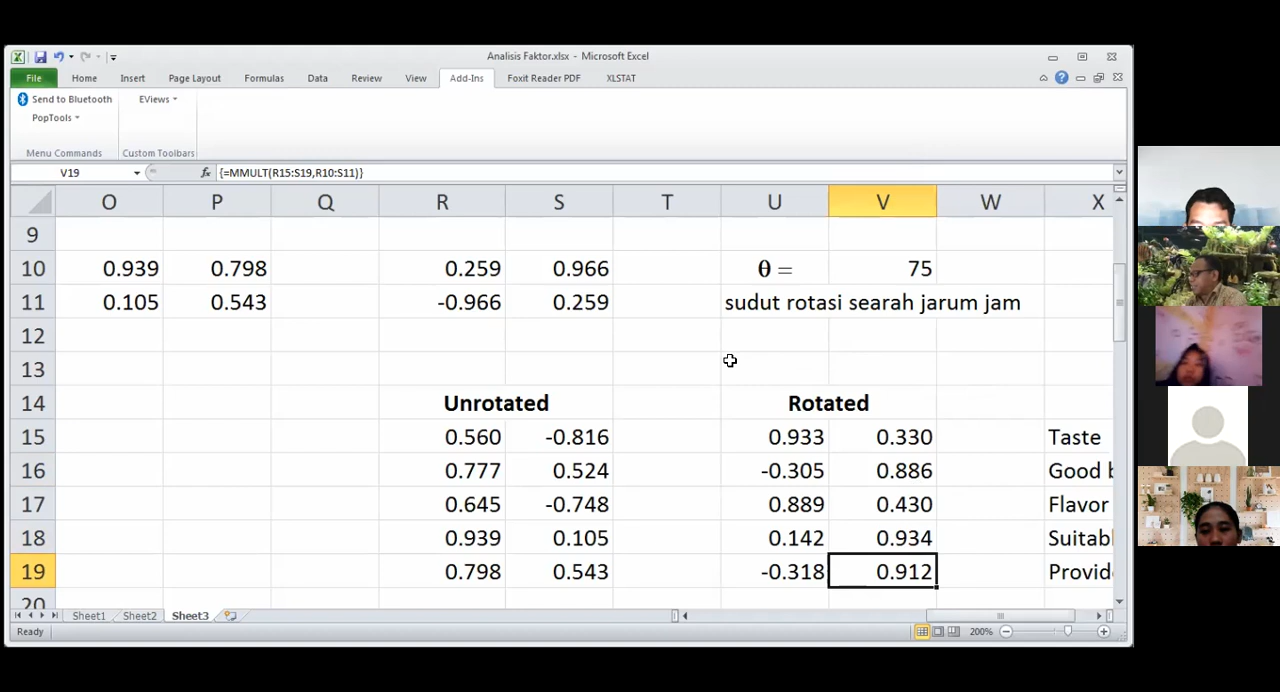 Analisis Faktor.xlsx - Microsoft Excel
File Home Insert Page Layout Formulas Data Review View Add-Ins Foxit Reader PDF XLSTAT
Send to Bluetooth EViews
PopTools
Menu Commands Custom Toolbars
V19 fx {=MMULT(R15:S19,R10:S11)}
O P Q R S T U V W X
9
10 0.939 0.798 0.259 0.966 θ = 75
11 0.105 0.543 -0.966 0.259 sudut rotasi searah jarum jam
12
13
14 Unrotated Rotated
15 0.560 -0.816 0.933 0.330 Taste
16 0.777 0.524 -0.305 0.886 Good b
17 0.645 -0.748 0.889 0.430 Flavor
18 0.939 0.105 0.142 0.934 Suitabl
19 0.798 0.543 -0.318 0.912 Provid
20
Sheet1 Sheet2 Sheet3
Ready 200%